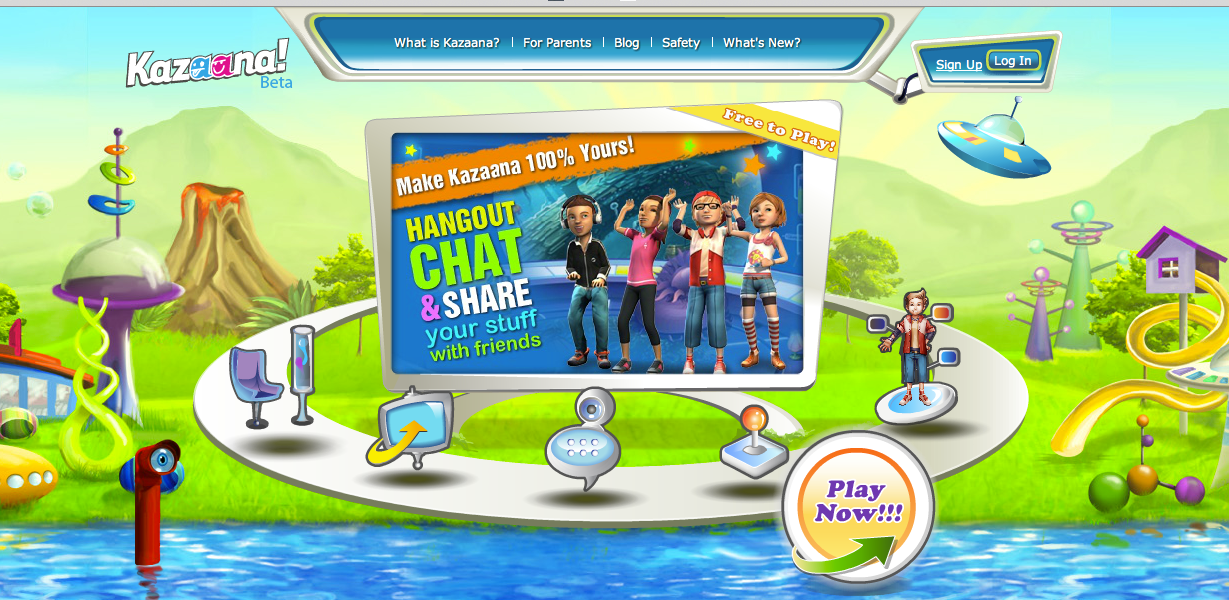 Kazaana!
Beta
What is Kazaana? | For Parents | Blog | Safety | What's New?
Sign Up Log In
Free to Play!
Make Kazaana 100% Yours!
HANGOUT
CHAT
& SHARE
your stuff
with friends
Play
Now!!!